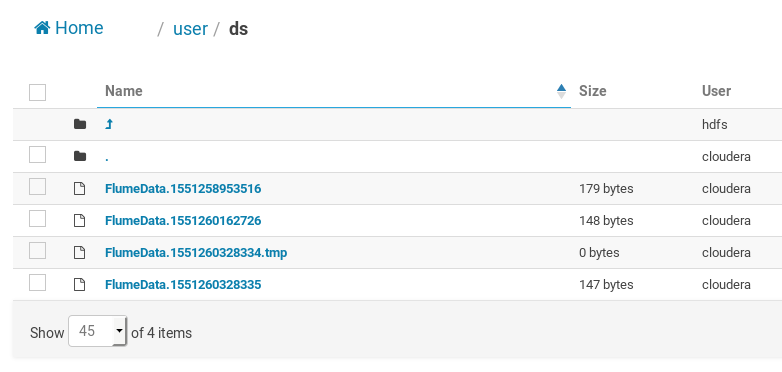 Home / user / ds
Name Size User
hdfs
. cloudera
FlumeData.1551258953516 179 bytes cloudera
FlumeData.1551260162726 148 bytes cloudera
FlumeData.1551260328334.tmp 0 bytes cloudera
FlumeData.1551260328335 147 bytes cloudera
Show 45 of 4 items